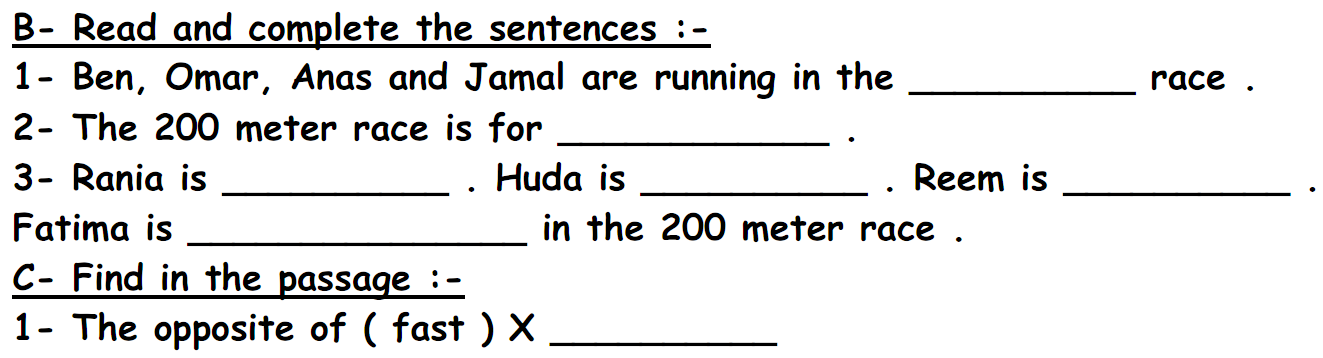 B- Read and complete the sentences :-
1- Ben, Omar, Anas and Jamal are running in the __________ race .
2- The 200 meter race is for ____________ .
3- Rania is __________ . Huda is __________ . Reem is __________ .
Fatima is _______________ in the 200 meter race .
C- Find in the passage :-
1- The opposite of ( fast ) X __________